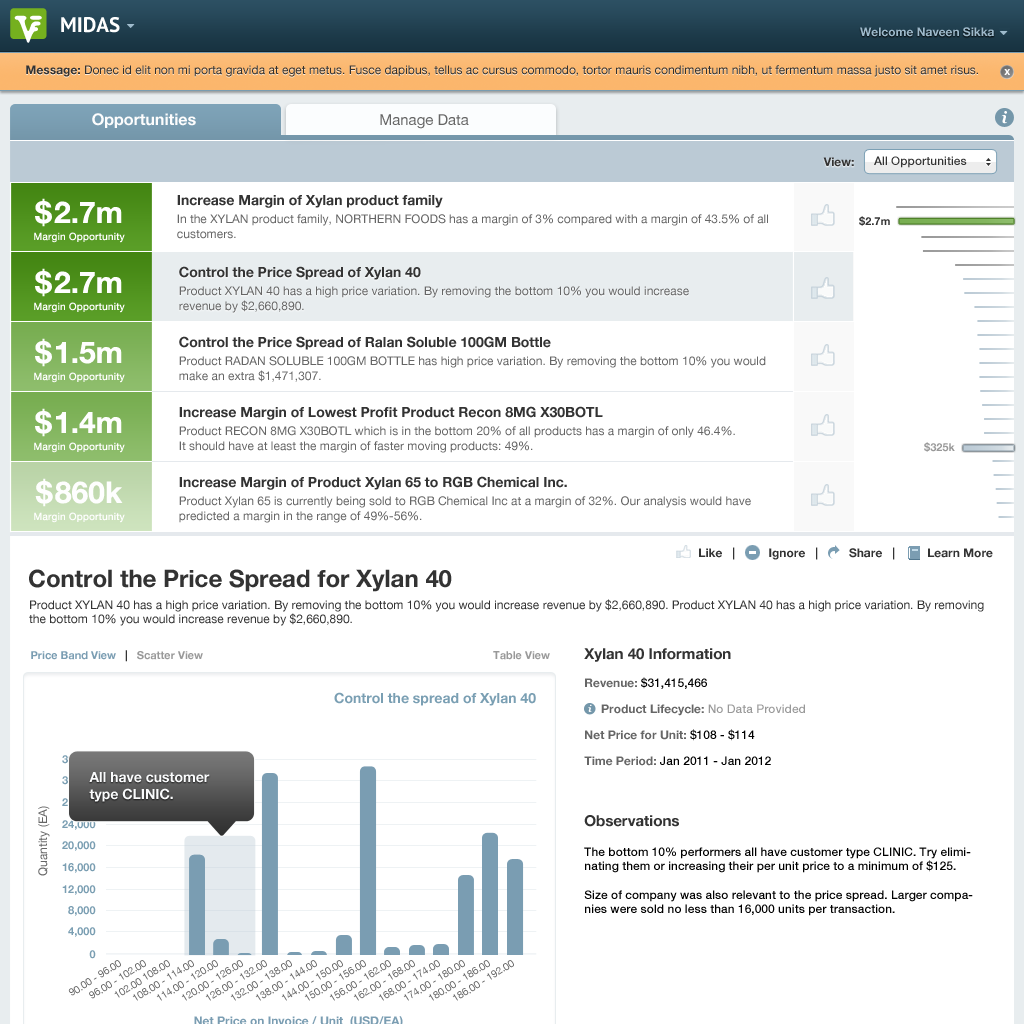 VF MIDAS
Welcome Naveen Sikka
Message: Donec id elit non mi porta gravida at eget metus. Fusce dapibus, tellus ac cursus commodo, tortor mauris condimentum nibh, ut fermentum massa justo sit amet risus.
x
Opportunities
Manage Data
i
View: All Opportunities
$2.7m
Margin Opportunity
Increase Margin of Xylan product family
In the XYLAN product family, NORTHERN FOODS has a margin of 3% compared with a margin of 43.5% of all
customers.
$2.7m
$2.7m
Margin Opportunity
Control the Price Spread of Xylan 40
Product XYLAN 40 has a high price variation. By removing the bottom 10% you would increase
revenue by $2,660,890.
$1.5m
Margin Opportunity
Control the Price Spread of Ralan Soluble 100GM Bottle
Product RADAN SOLUBLE 100GM BOTTLE has high price variation. By removing the bottom 10% you would
make an extra $1,471,307.
$1.4m
Margin Opportunity
Increase Margin of Lowest Profit Product Recon 8MG X30BOTL
Product RECON 8MG X30BOTL which is in the bottom 20% of all products has a margin of only 46.4%.
It should have at least the margin of faster moving products: 49%.
$325k
$860k
Margin Opportunity
Increase Margin of Product Xylan 65 to RGB Chemical Inc.
Product Xylan 65 is currently being sold to RGB Chemical Inc at a margin of 32%. Our analysis would have
predicted a margin in the range of 49%-56%.
Like | Ignore | Share | Learn More
Control the Price Spread for Xylan 40
Product XYLAN 40 has a high price variation. By removing the bottom 10% you would increase revenue by $2,660,890. Product XYLAN 40 has a high price variation. By removing
the bottom 10% you would increase revenue by $2,660,890.
Price Band View | Scatter View
Table View
Control the spread of Xylan 40
All have customer
type CLINIC.
Quantity (EA)
3
3
2
24,000
20,000
16,000
12,000
8,000
4,000
0
90.00 - 96.00
96.00 - 102.00
102.00 108.00
108.00 - 114.00
114.00 - 120.00
120.00 - 126.00
126.00 - 132.00
132.00 - 138.00
138.00 - 144.00
144.00 - 150.00
150.00 - 156.00
156.00 - 162.00
162.00 - 168.00
168.00 - 174.00
174.00 - 180.00
180.00 - 186.00
186.00 - 192.00
Net Price on Invoice / Unit (USD/EA)
Xylan 40 Information
Revenue: $31,415,466
i Product Lifecycle: No Data Provided
Net Price for Unit: $108 - $114
Time Period: Jan 2011 - Jan 2012
Observations
The bottom 10% performers all have customer type CLINIC. Try elimi-
nating them or increasing their per unit price to a minimum of $125.
Size of company was also relevant to the price spread. Larger compa-
nies were sold no less than 16,000 units per transaction.